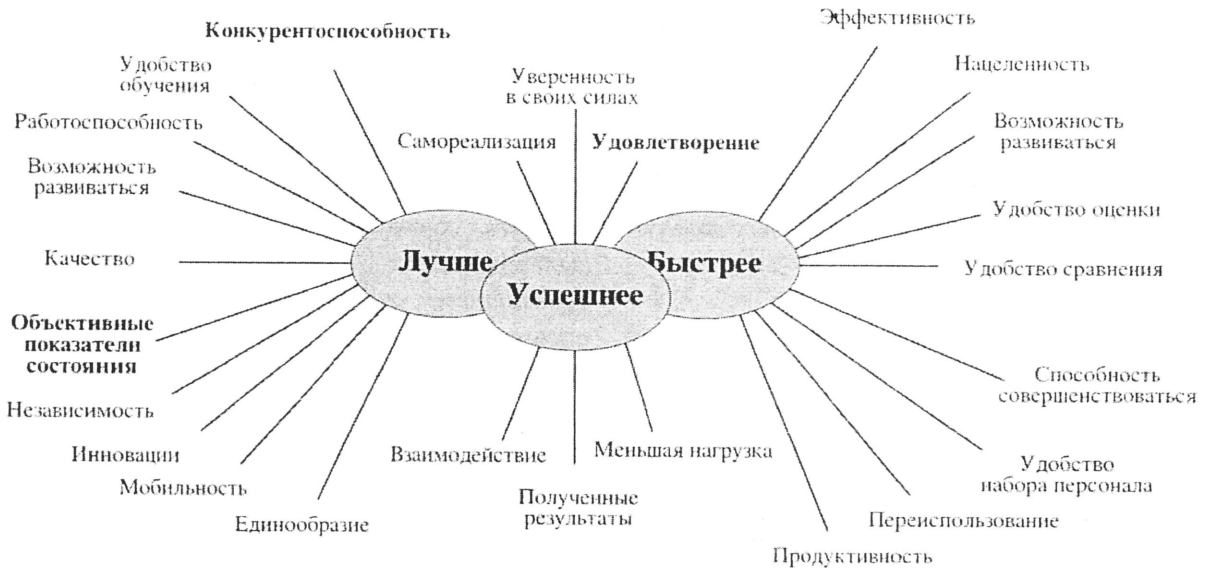 Конкурентоспособность
Удобство
обучения
Работоспособность
Возможность
развиваться
Качество
Объективные
показатели
состояния
Независимость
Инновации
Мобильность
Единообразие
Лучше
Уверенность
в своих силах
Самореализация
Удовлетворение
Успешнее
Взаимодействие
Полученные
результаты
Меньшая нагрузка
Быстрее
Эффективность
Нацеленность
Возможность
развиваться
Удобство оценки
Удобство сравнения
Способность
совершенствоваться
Удобство
набора персонала
Переиспользование
Продуктивность